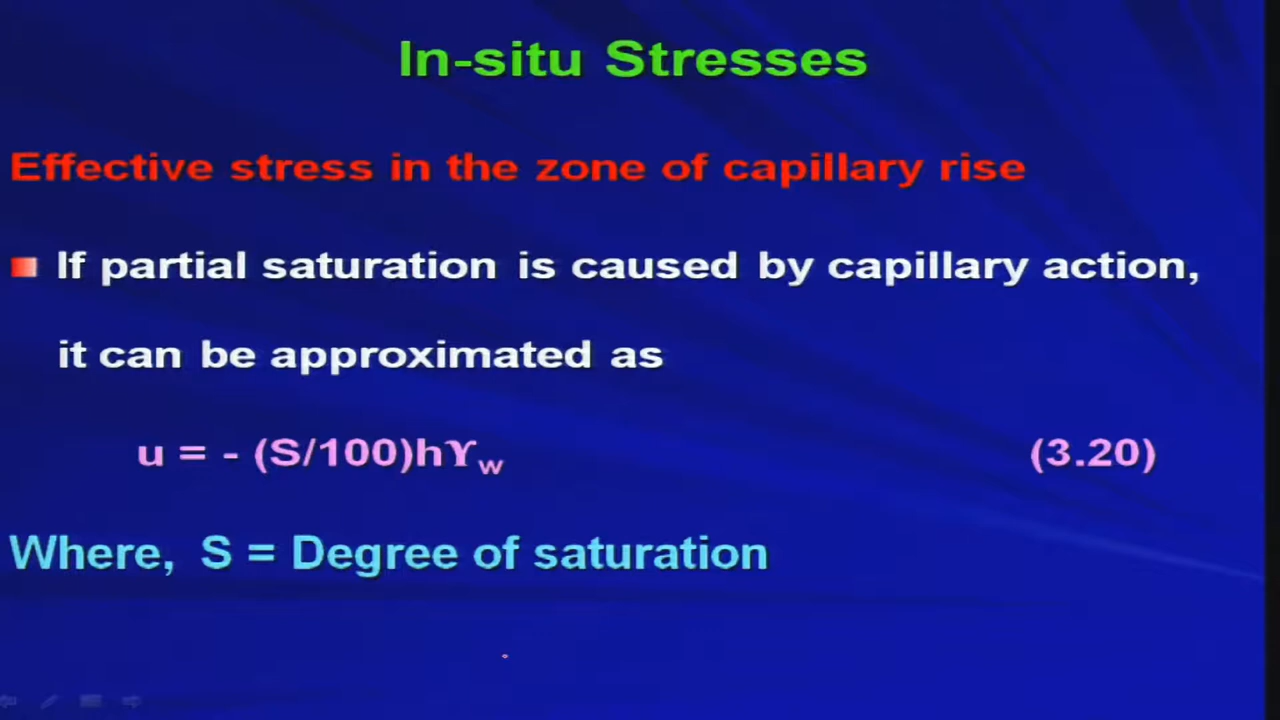 In-situ Stresses
Effective stress in the zone of capillary rise
If partial saturation is caused by capillary action,
it can be approximated as
u = - (S/100)hϒw (3.20)
Where, S = Degree of saturation